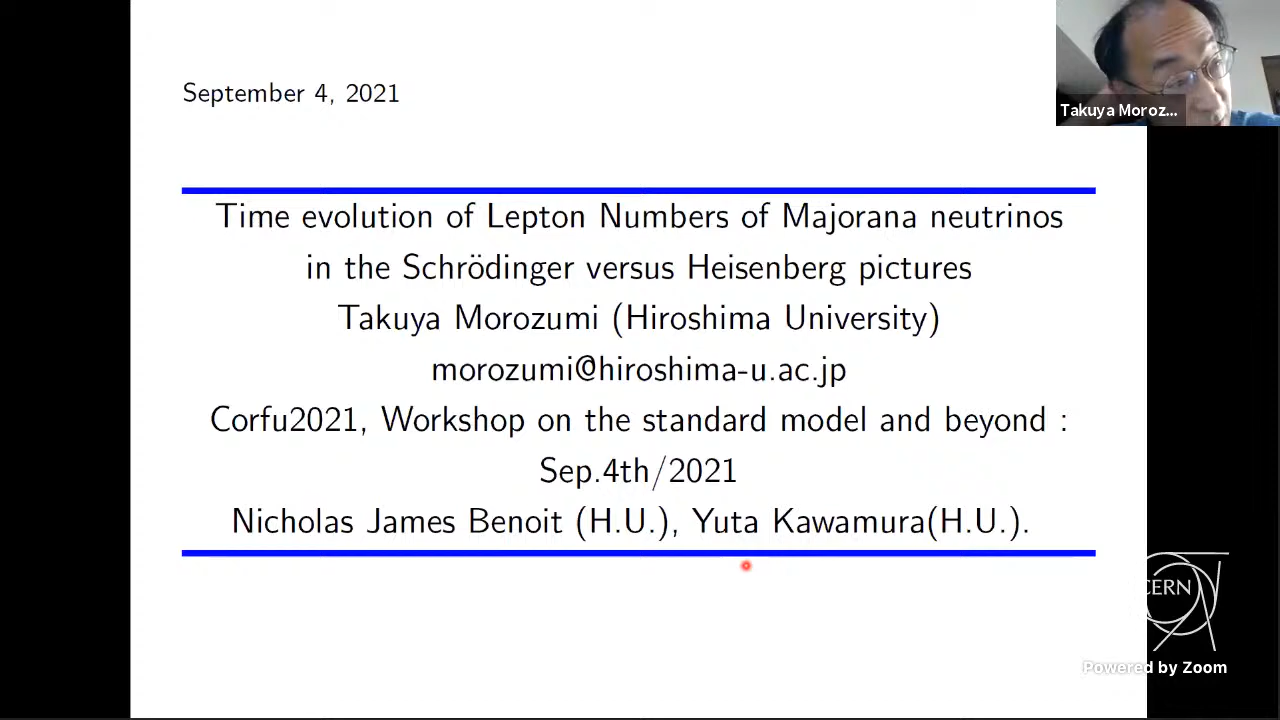 September 4, 2021
Takuya Moroz...
Time evolution of Lepton Numbers of Majorana neutrinos
in the Schrödinger versus Heisenberg pictures
Takuya Morozumi (Hiroshima University)
morozumi@hiroshima-u.ac.jp
Corfu2021, Workshop on the standard model and beyond :
Sep.4th/2021
Nicholas James Benoit (H.U.), Yuta Kawamura(H.U.).
CERN
Powered by Zoom